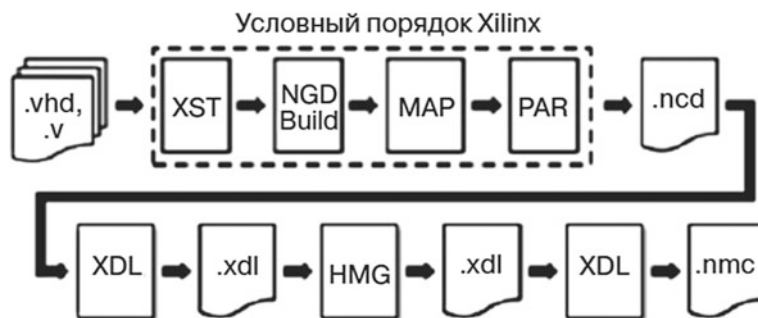 Условный порядок Xilinx
.vhd,
.v
XST
NGD
Build
MAP
PAR
.ncd
XDL
.xdl
HMG
.xdl
XDL
.nmc